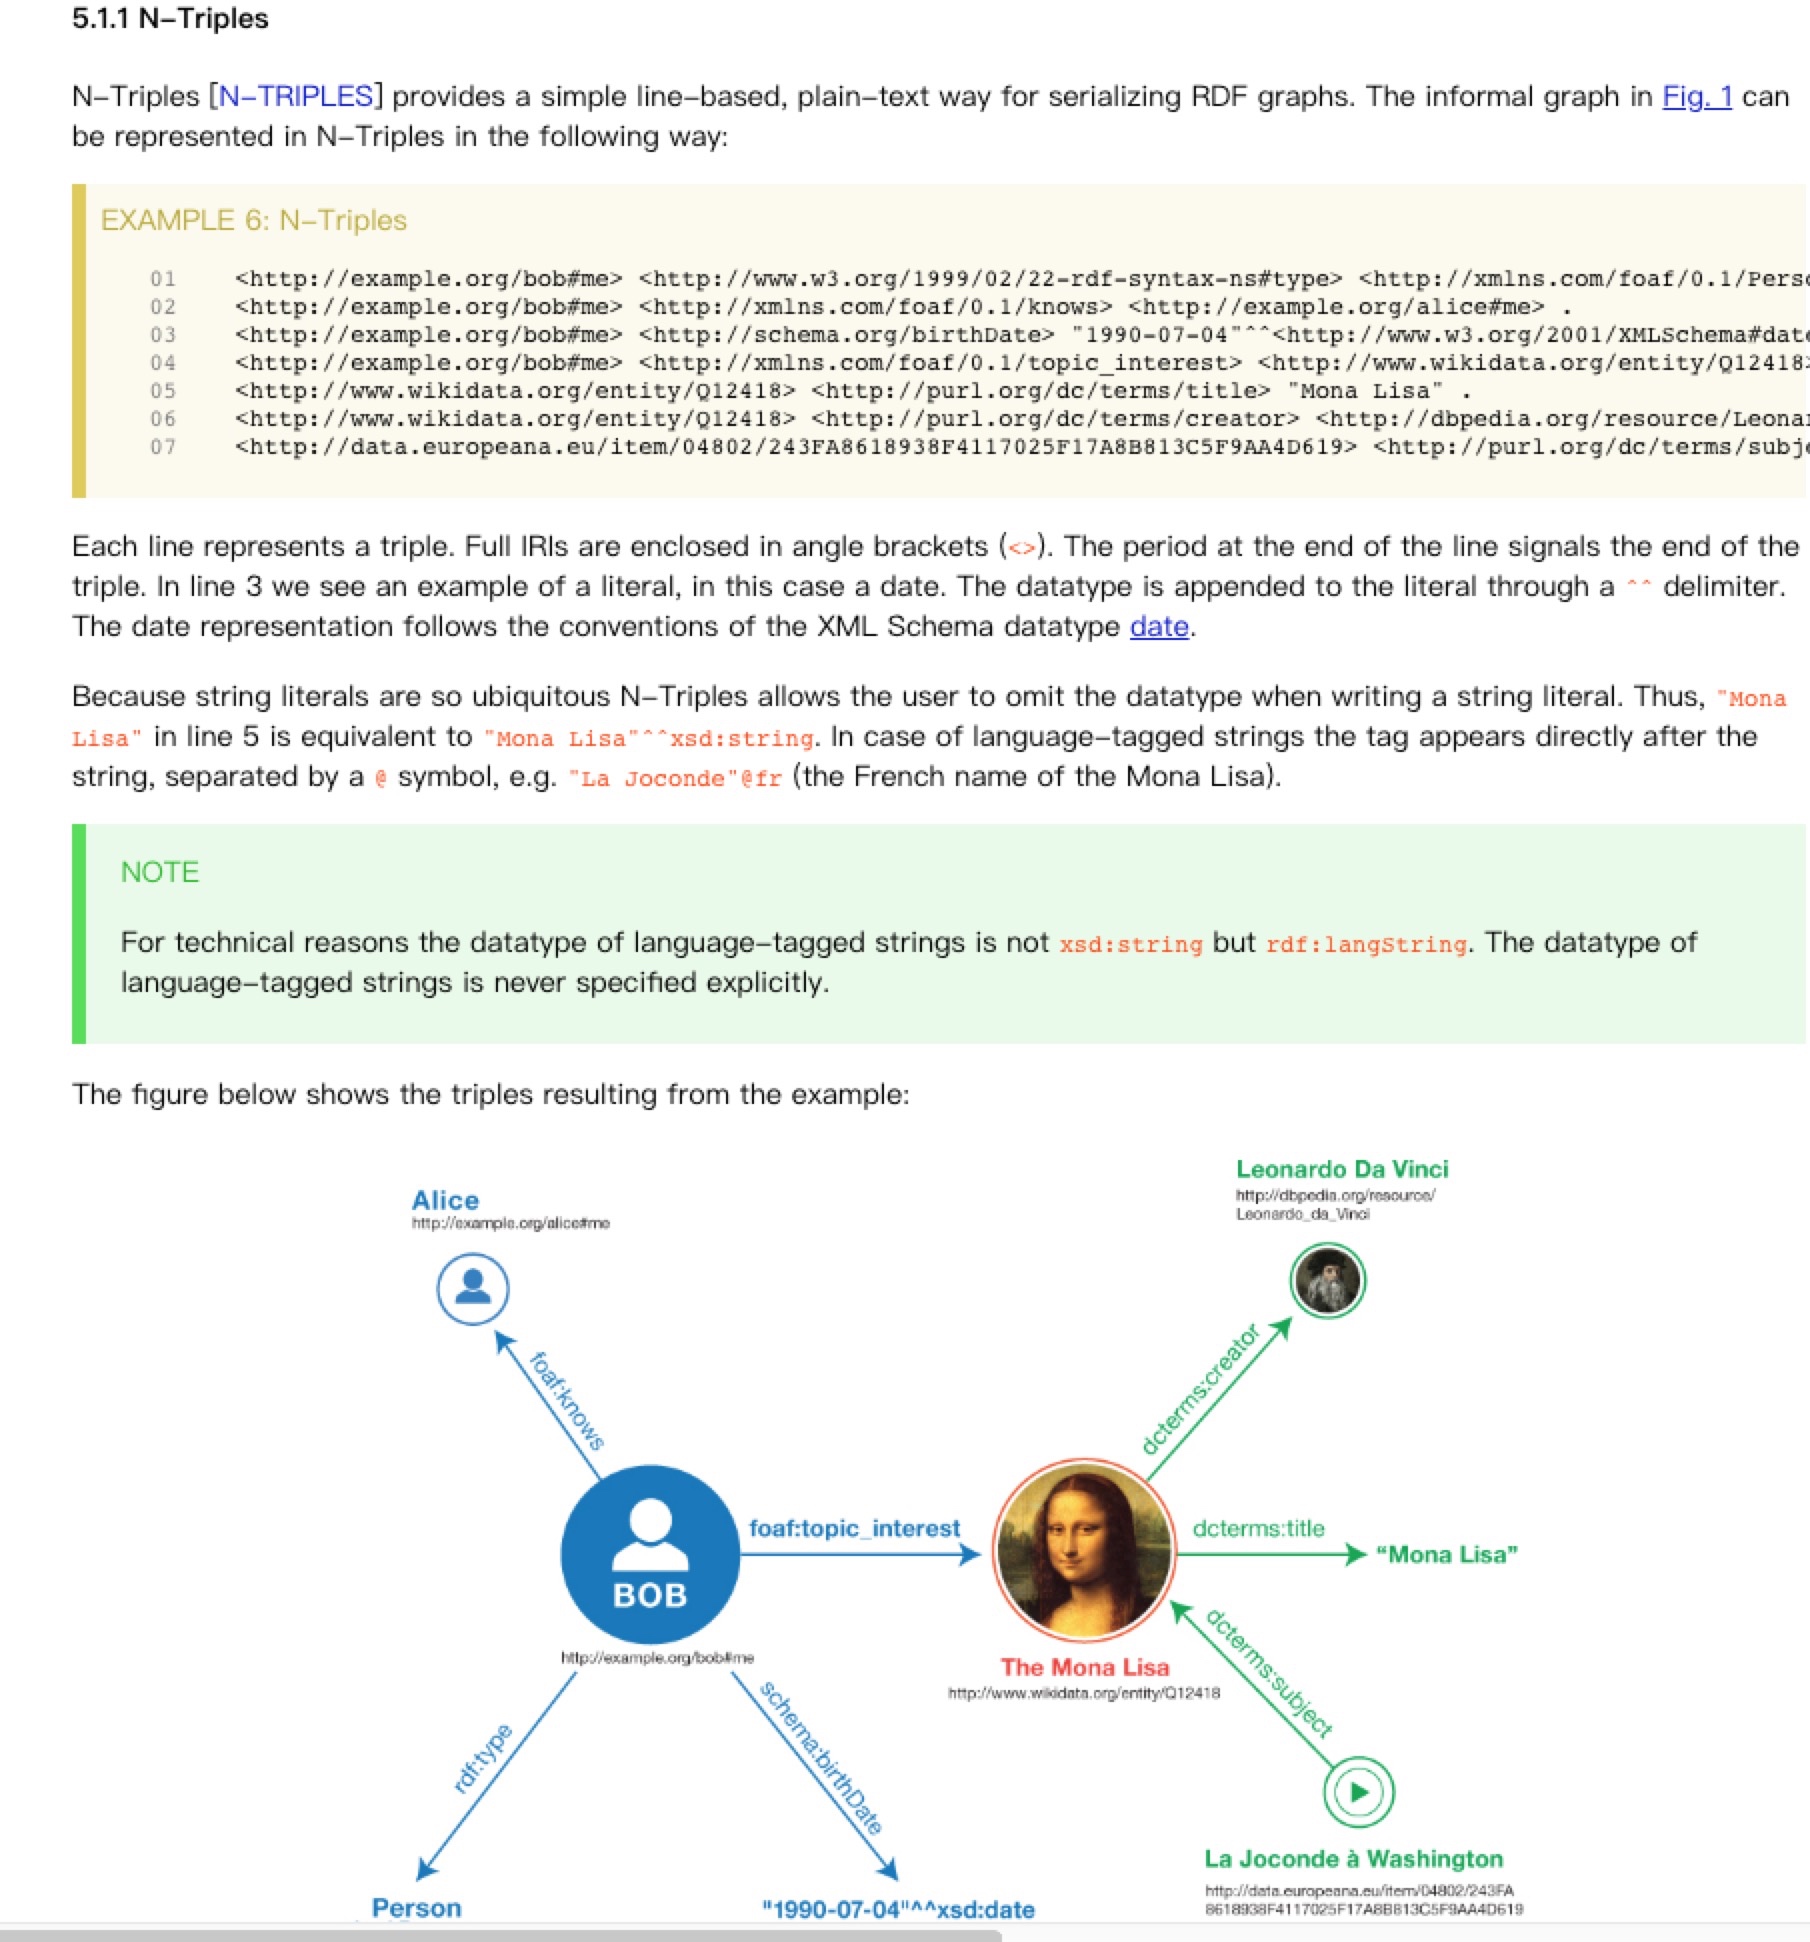 5.1.1 N–Triples
N–Triples [N–TRIPLES] provides a simple line–based, plain–text way for serializing RDF graphs. The informal graph in Fig. 1 can
be represented in N–Triples in the following way:
EXAMPLE 6: N–Triples
01 <http://example.org/bob#me> <http://www.w3.org/1999/02/22-rdf-syntax-ns#type> <http://xmlns.com/foaf/0.1/Perso
02 <http://example.org/bob#me> <http://xmlns.com/foaf/0.1/knows> <http://example.org/alice#me> .
03 <http://example.org/bob#me> <http://schema.org/birthDate> "1990-07-04"^^<http://www.w3.org/2001/XMLSchema#date
04 <http://example.org/bob#me> <http://xmlns.com/foaf/0.1/topic_interest> <http://www.wikidata.org/entity/Q12418>
05 <http://www.wikidata.org/entity/Q12418> <http://purl.org/dc/terms/title> "Mona Lisa" .
06 <http://www.wikidata.org/entity/Q12418> <http://purl.org/dc/terms/creator> <http://dbpedia.org/resource/Leonar
07 <http://data.europeana.eu/item/04802/243FA8618938F4117025F17A8B813C5F9AA4D619> <http://purl.org/dc/terms/subje
Each line represents a triple. Full IRIs are enclosed in angle brackets (<>). The period at the end of the line signals the end of the
triple. In line 3 we see an example of a literal, in this case a date. The datatype is appended to the literal through a ^^ delimiter.
The date representation follows the conventions of the XML Schema datatype date.
Because string literals are so ubiquitous N–Triples allows the user to omit the datatype when writing a string literal. Thus, "Mona
Lisa" in line 5 is equivalent to "Mona Lisa"^^xsd:string. In case of language–tagged strings the tag appears directly after the
string, separated by a @ symbol, e.g. "La Joconde"@fr (the French name of the Mona Lisa).
NOTE
For technical reasons the datatype of language–tagged strings is not xsd:string but rdf:langString. The datatype of
language–tagged strings is never specified explicitly.
The figure below shows the triples resulting from the example:
Leonardo Da Vinci
http://dbpedia.org/resource/
Leonardo_da_Vinci
Alice
http://example.org/alice#me
foaf:knows
dcterms:creator
BOB
http://example.org/bob#me
foaf:topic_interest
dcterms:title
“Mona Lisa”
The Mona Lisa
http://www.wikidata.org/entity/Q12418
dcterms:subject
rdf:type
schema:birthDate
La Joconde à Washington
http://data.europeana.eu/item/04802/243FA
8618938F4117025F17A8B813C5F9AA4D619
Person
"1990-07-04"^^xsd:date